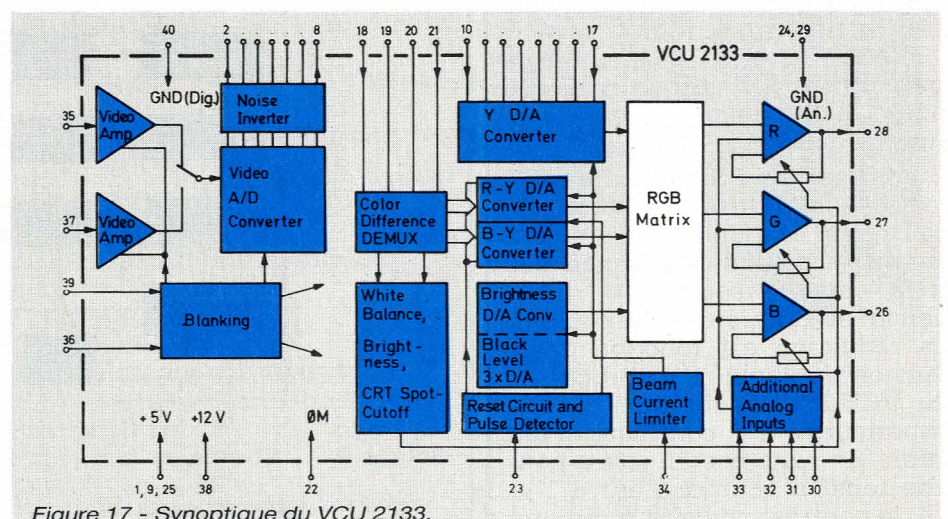 40
2
8
18
19
20
21
10
17
VCU 2133
24, 29
GND (Dig.)
GND
(An.)
35
Video
Amp
Noise
Inverter
Y D/A
Converter
R
28
Video
A/D
Converter
37
Video
Amp
Color
Difference
DEMUX
R-Y D/A
Converter
B-Y D/A
Converter
RGB
Matrix
G
27
39
36
Blanking
White
Balance,
Bright-
ness,
CRT Spot-
Cutoff
Brightness
D/A Conv.
Black
Level
3 x D/A
B
26
Reset Circuit and
Pulse Detector
Beam
Current
Limiter
Additional
Analog
Inputs
+5 V
+12 V
ØM
1, 9, 25
38
22
23
34
33
32
31
30
Figure 17 - Synoptique du VCU 2133.